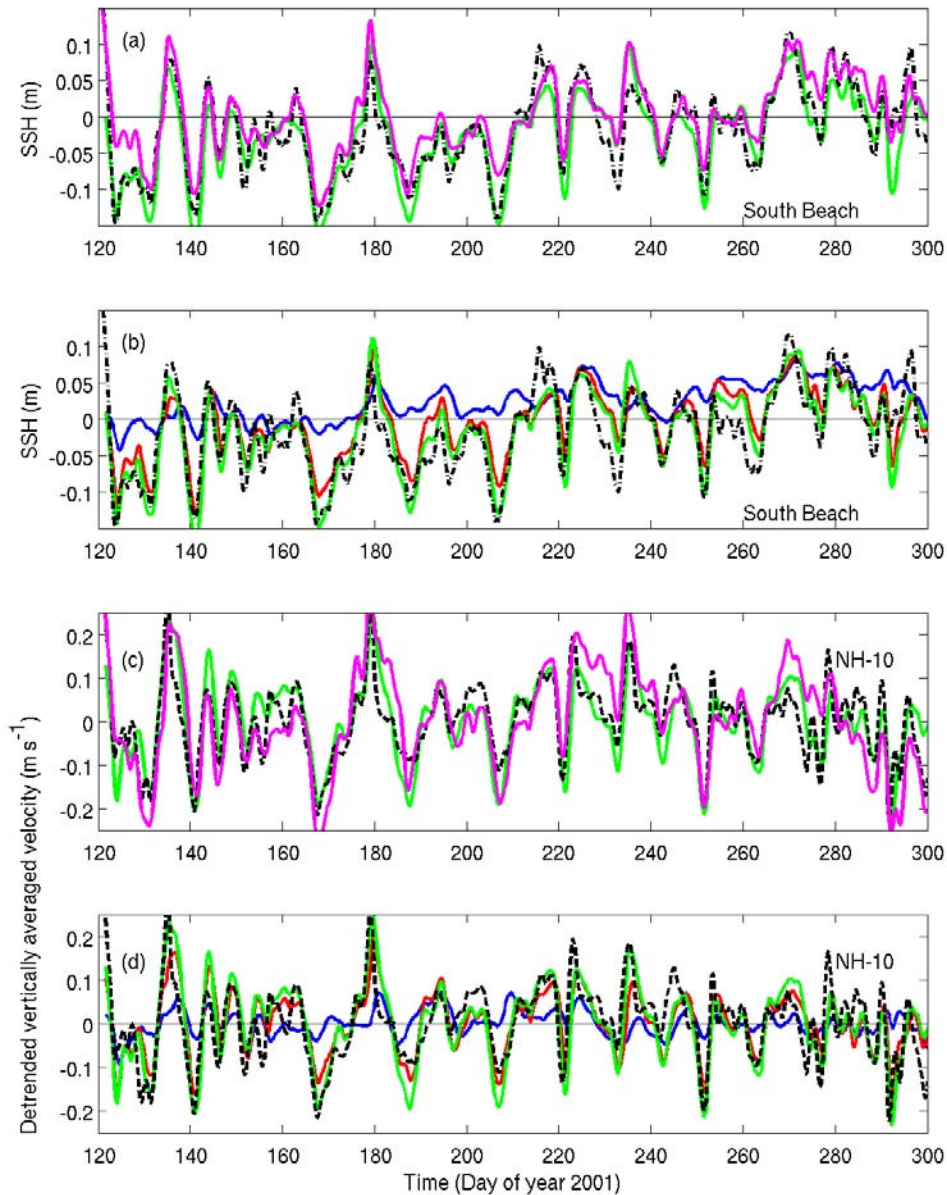 (a)
SSH (m)
0.1
0.05
0
-0.05
-0.1
South Beach
120 140 160 180 200 220 240 260 280 300
(b)
SSH (m)
0.1
0.05
0
-0.05
-0.1
South Beach
120 140 160 180 200 220 240 260 280 300
Detrended vertically averaged velocity (m s-1)
(c)
NH-10
0.2
0.1
0
-0.1
-0.2
120 140 160 180 200 220 240 260 280 300
(d)
NH-10
0.2
0.1
0
-0.1
-0.2
120 140 160 180 200 220 240 260 280 300
Time (Day of year 2001)